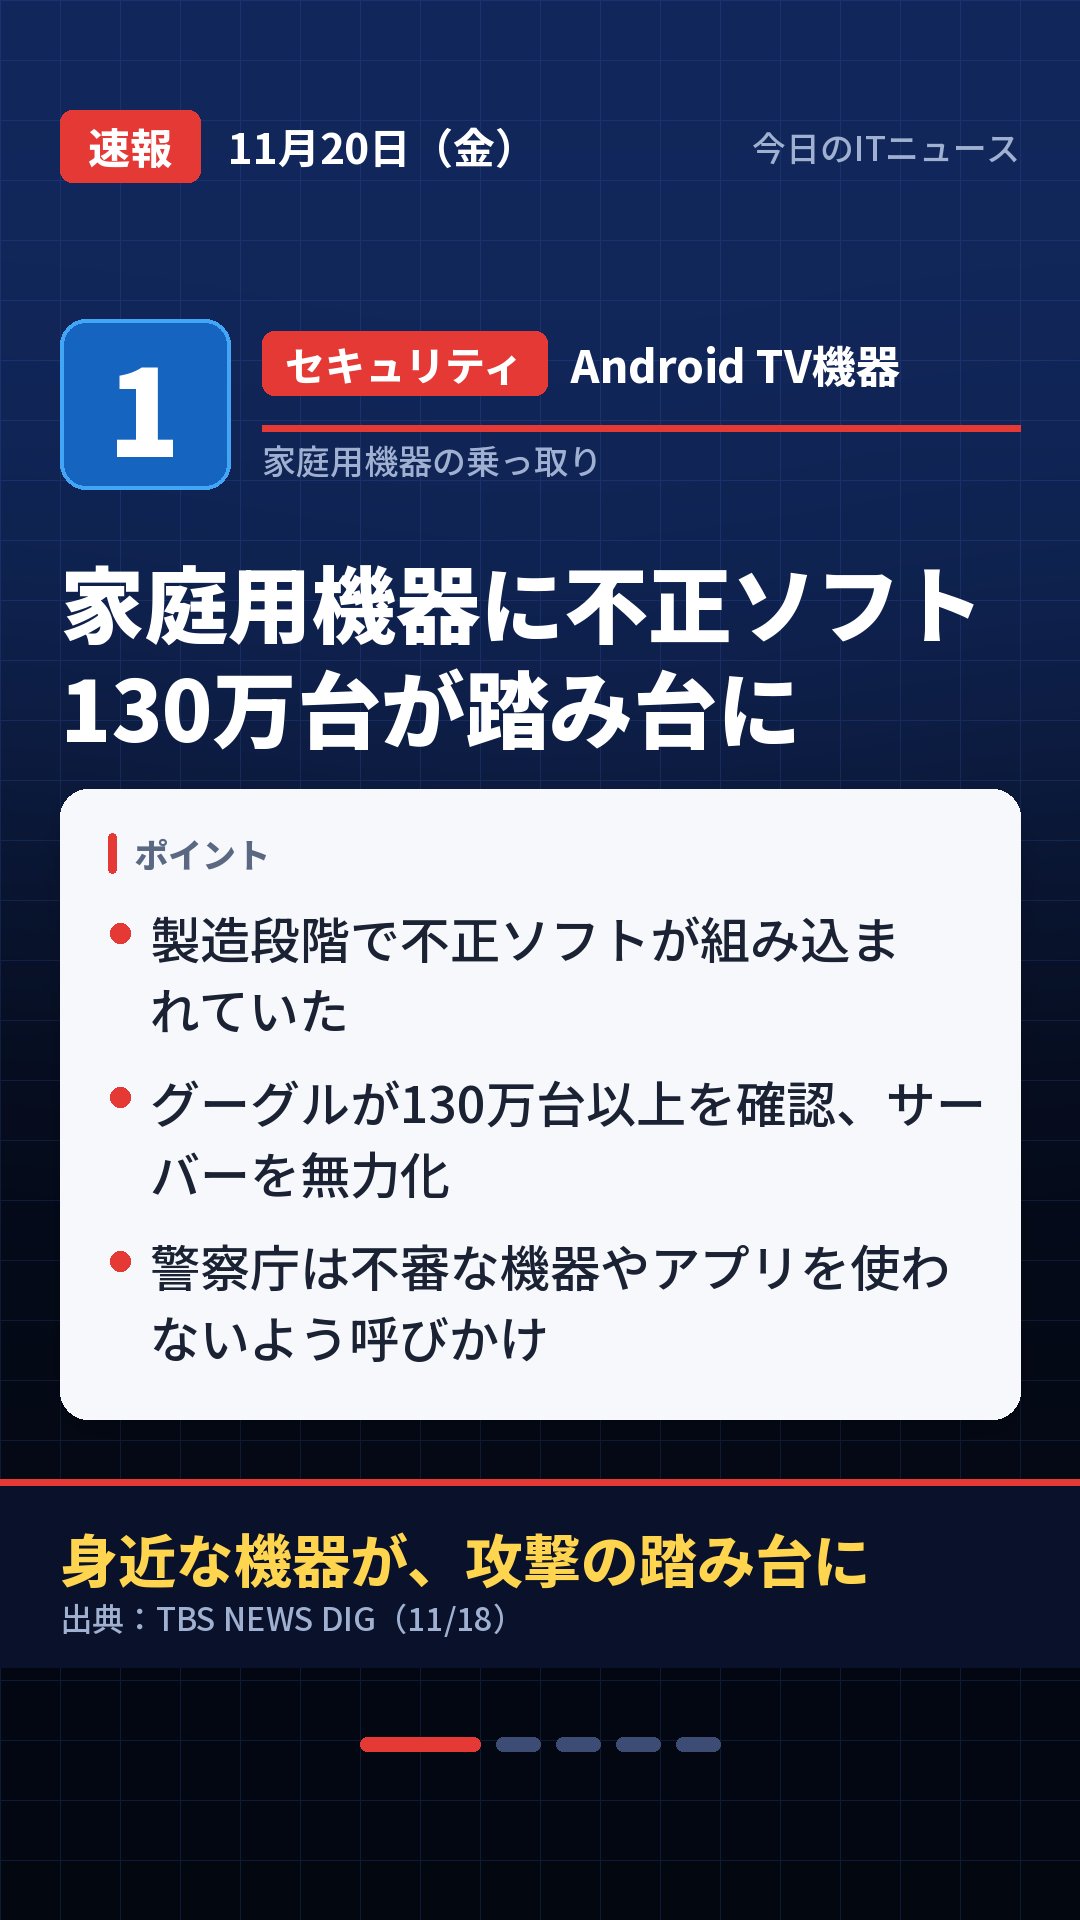 速報 11月20日（金） 今日のITニュース
1
セキュリティ Android TV機器
家庭用機器の乗っ取り
家庭用機器に不正ソフト
130万台が踏み台に
ポイント
製造段階で不正ソフトが組み込ま
れていた
グーグルが130万台以上を確認、サー
バーを無力化
警察庁は不審な機器やアプリを使わ
ないよう呼びかけ
身近な機器が、攻撃の踏み台に
出典：TBS NEWS DIG（11/18）